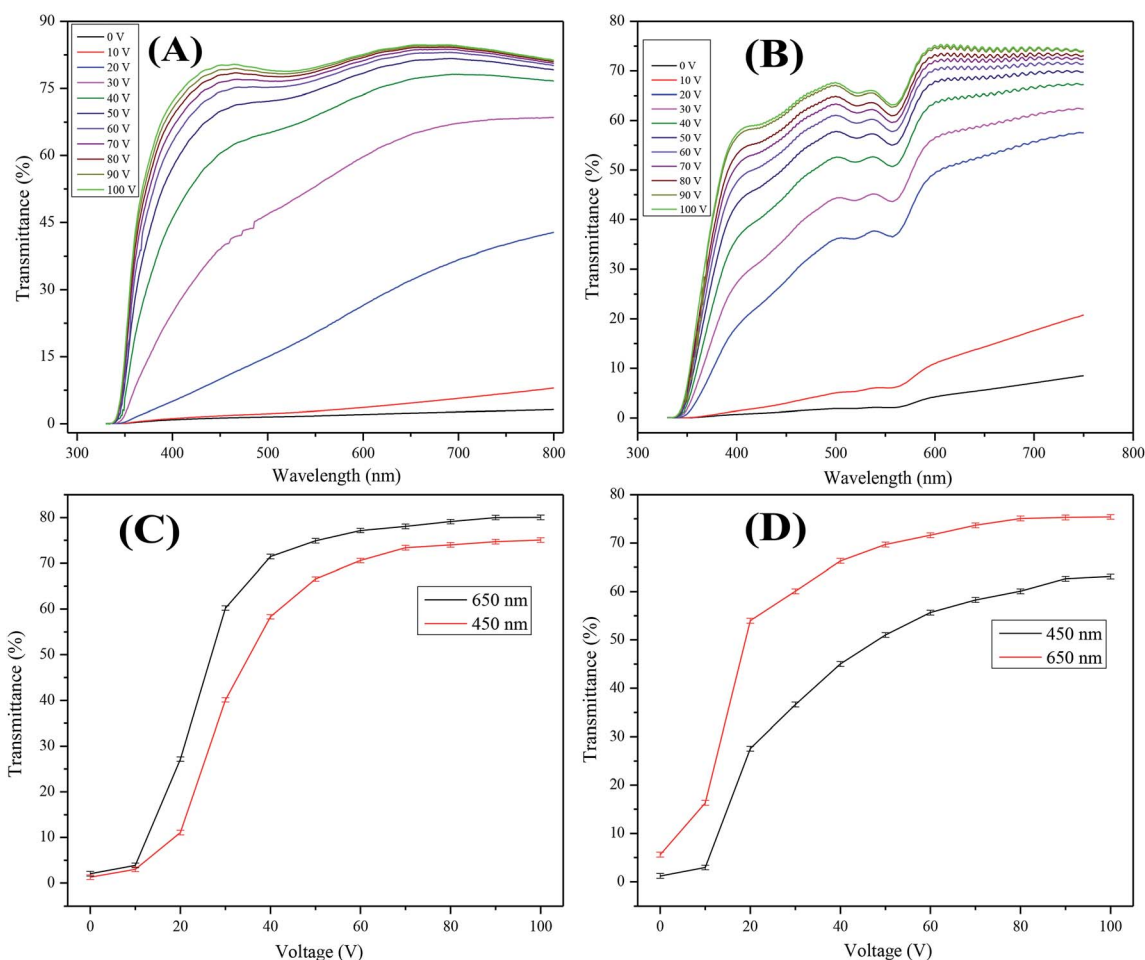 (A)
0 V
10 V
20 V
30 V
40 V
50 V
60 V
70 V
80 V
90 V
100 V
Transmittance (%)
90
75
60
45
30
15
0
300
400
500
600
700
800
Wavelength (nm)
(B)
0 V
10 V
20 V
30 V
40 V
50 V
60 V
70 V
80 V
90 V
100 V
Transmittance (%)
80
70
60
50
40
30
20
10
0
300
400
500
600
700
800
Wavelength (nm)
(C)
650 nm
450 nm
Transmittance (%)
80
70
60
50
40
30
20
10
0
0
20
40
60
80
100
Voltage (V)
(D)
450 nm
650 nm
Transmittance (%)
80
70
60
50
40
30
20
10
0
0
20
40
60
80
100
Voltage (V)